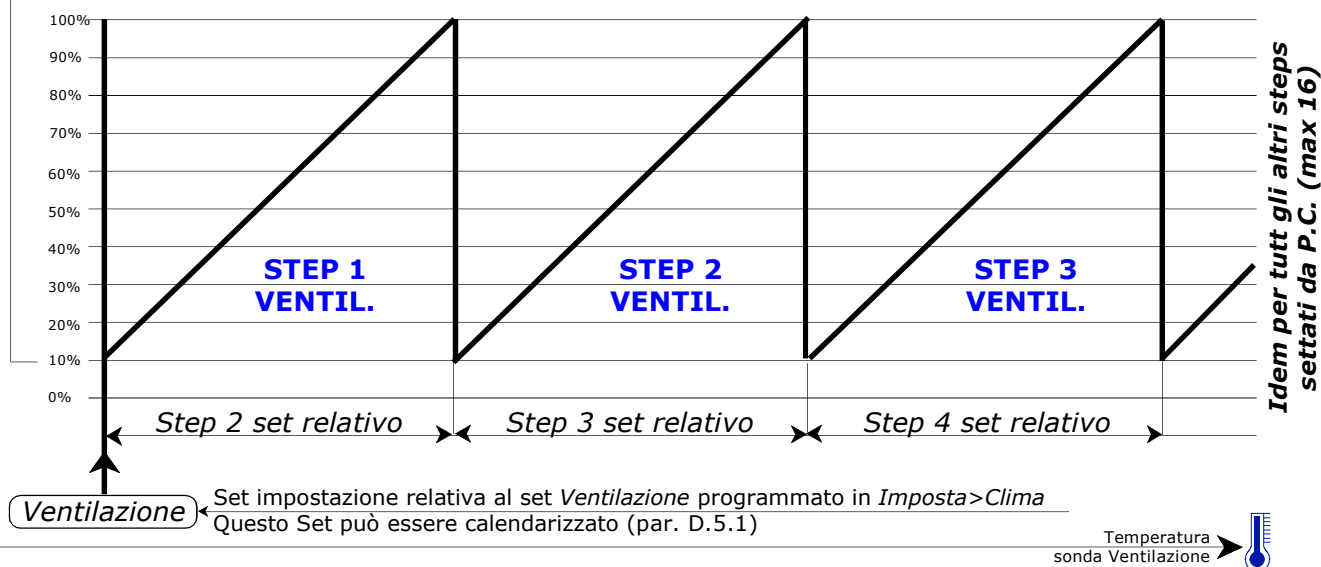 100%
90%
80%
70%
60%
50%
40%
30%
20%
10%
0%
STEP 1
VENTIL.
STEP 2
VENTIL.
STEP 3
VENTIL.
Idem per tutt gli altri steps
settati da P.C. (max 16)
Step 2 set relativo
Step 3 set relativo
Step 4 set relativo
Ventilazione
Set impostazione relativa al set Ventilazione programmato in Imposta>Clima
Questo Set può essere calendarizzato (par. D.5.1)
Temperatura
sonda Ventilazione